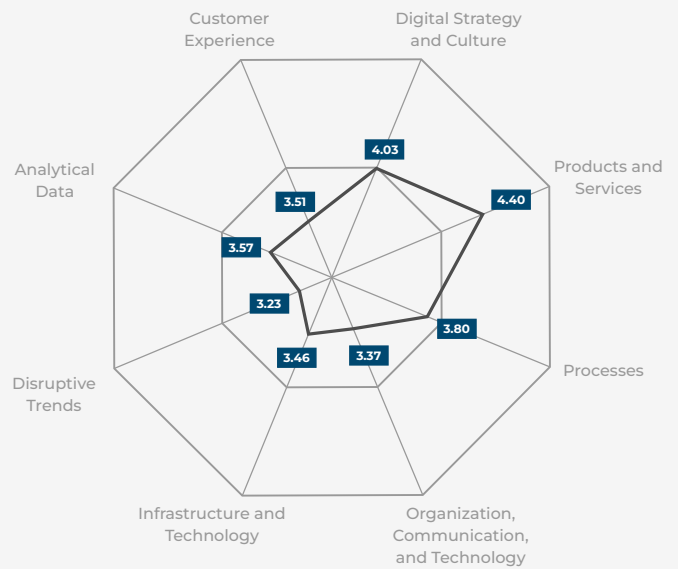 Customer
Experience
Digital Strategy
and Culture
4.03
Products and
Services
4.40
Analytical
Data
3.51
3.57
3.23
3.80
3.46
3.37
Processes
Disruptive
Trends
Infrastructure and
Technology
Organization,
Communication,
and Technology